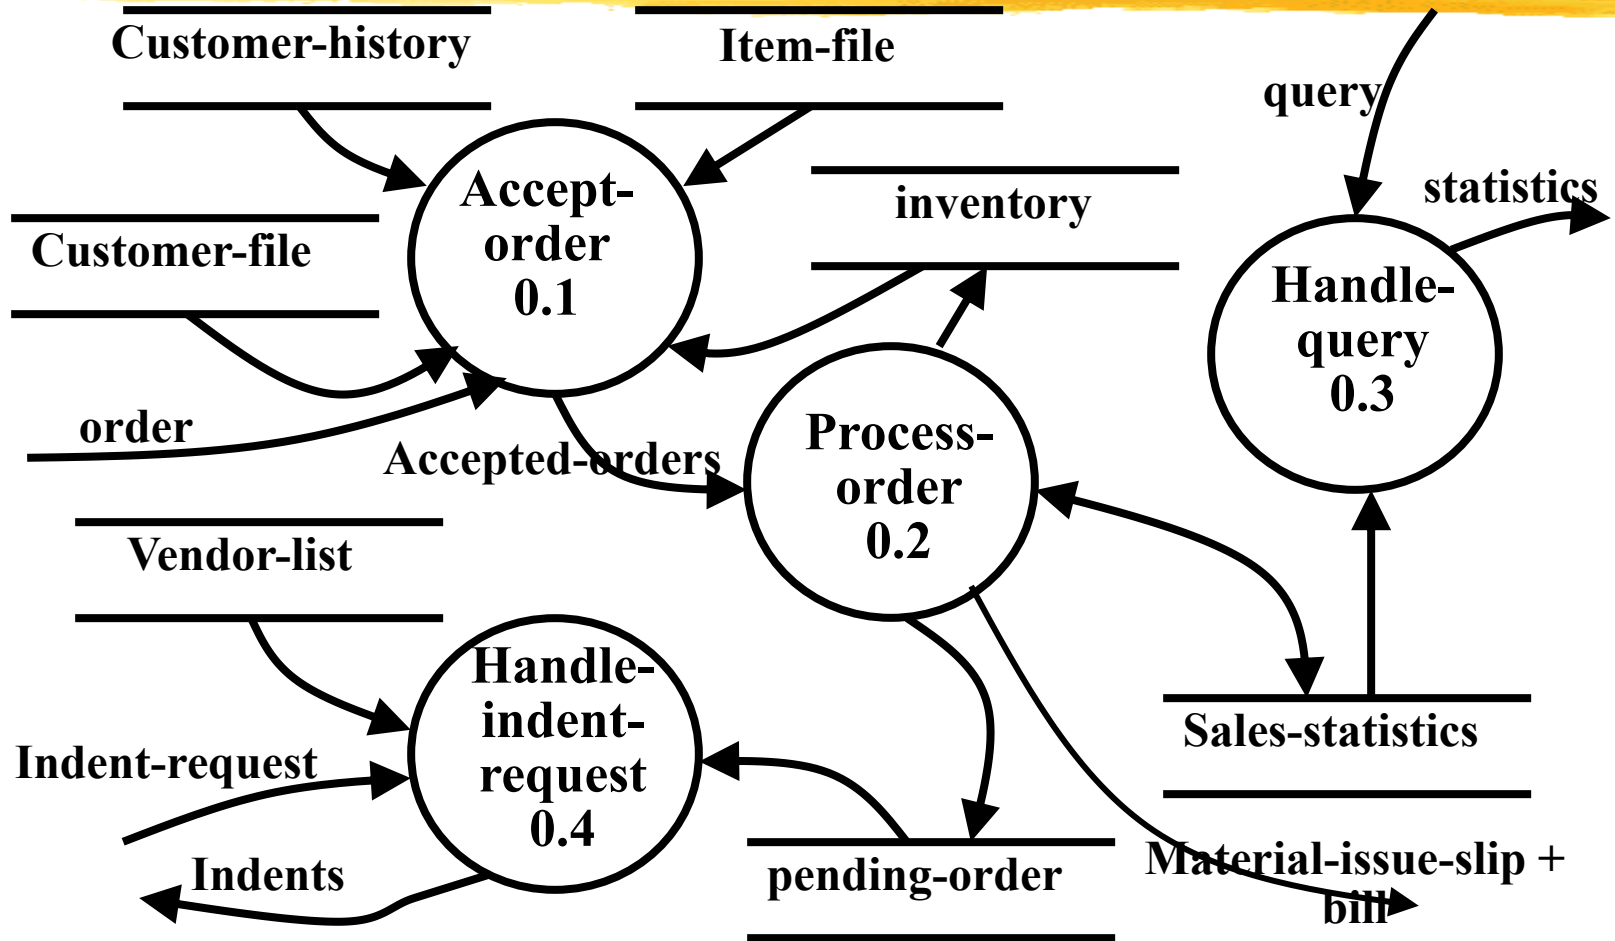 Customer-history
Item-file
query
statistics
Accept-
order
0.1
inventory
Customer-file
Handle-
query
0.3
order
Accepted-orders
Process-
order
0.2
Vendor-list
Handle-
indent-
request
0.4
Sales-statistics
Indent-request
Indents
pending-order
Material-issue-slip +
bill